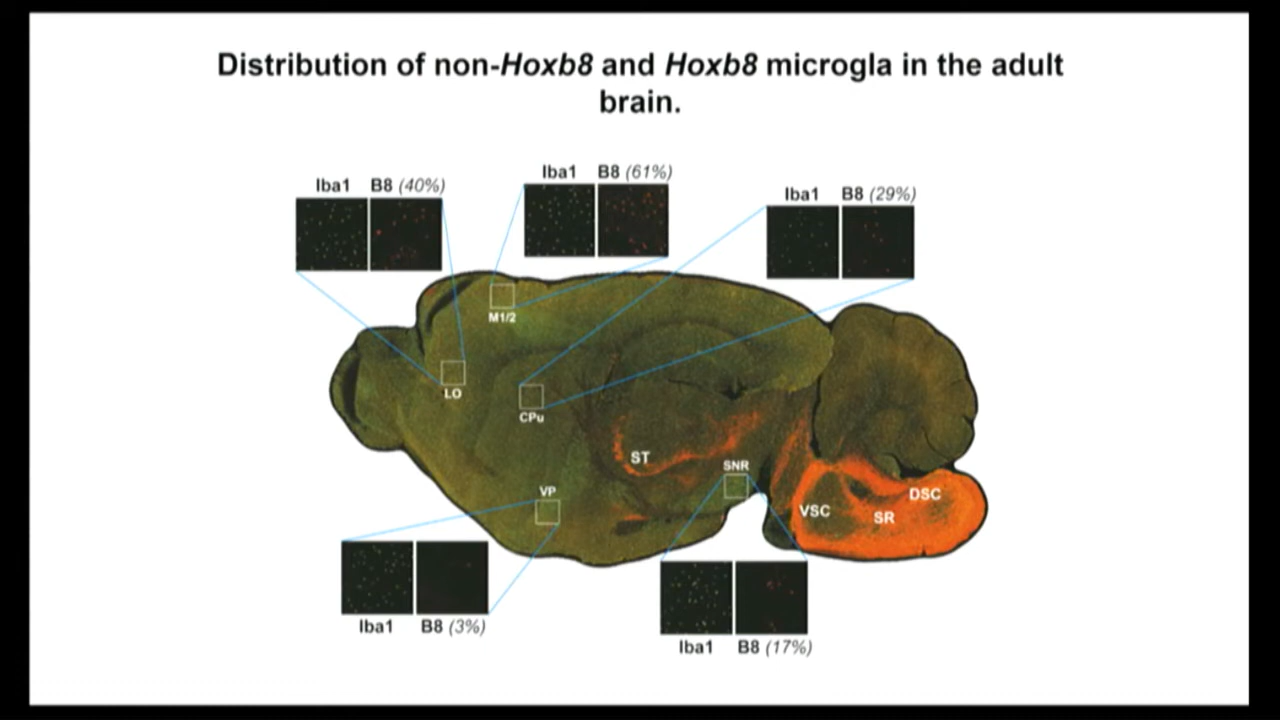 Distribution of non-Hoxb8 and Hoxb8 microgla in the adult
brain.
Iba1 B8 (40%)
Iba1 B8 (61%)
Iba1 B8 (29%)
M1/2
LO
CPu
ST
SNR
VP
VSC
SR
DSC
Iba1 B8 (3%)
Iba1 B8 (17%)